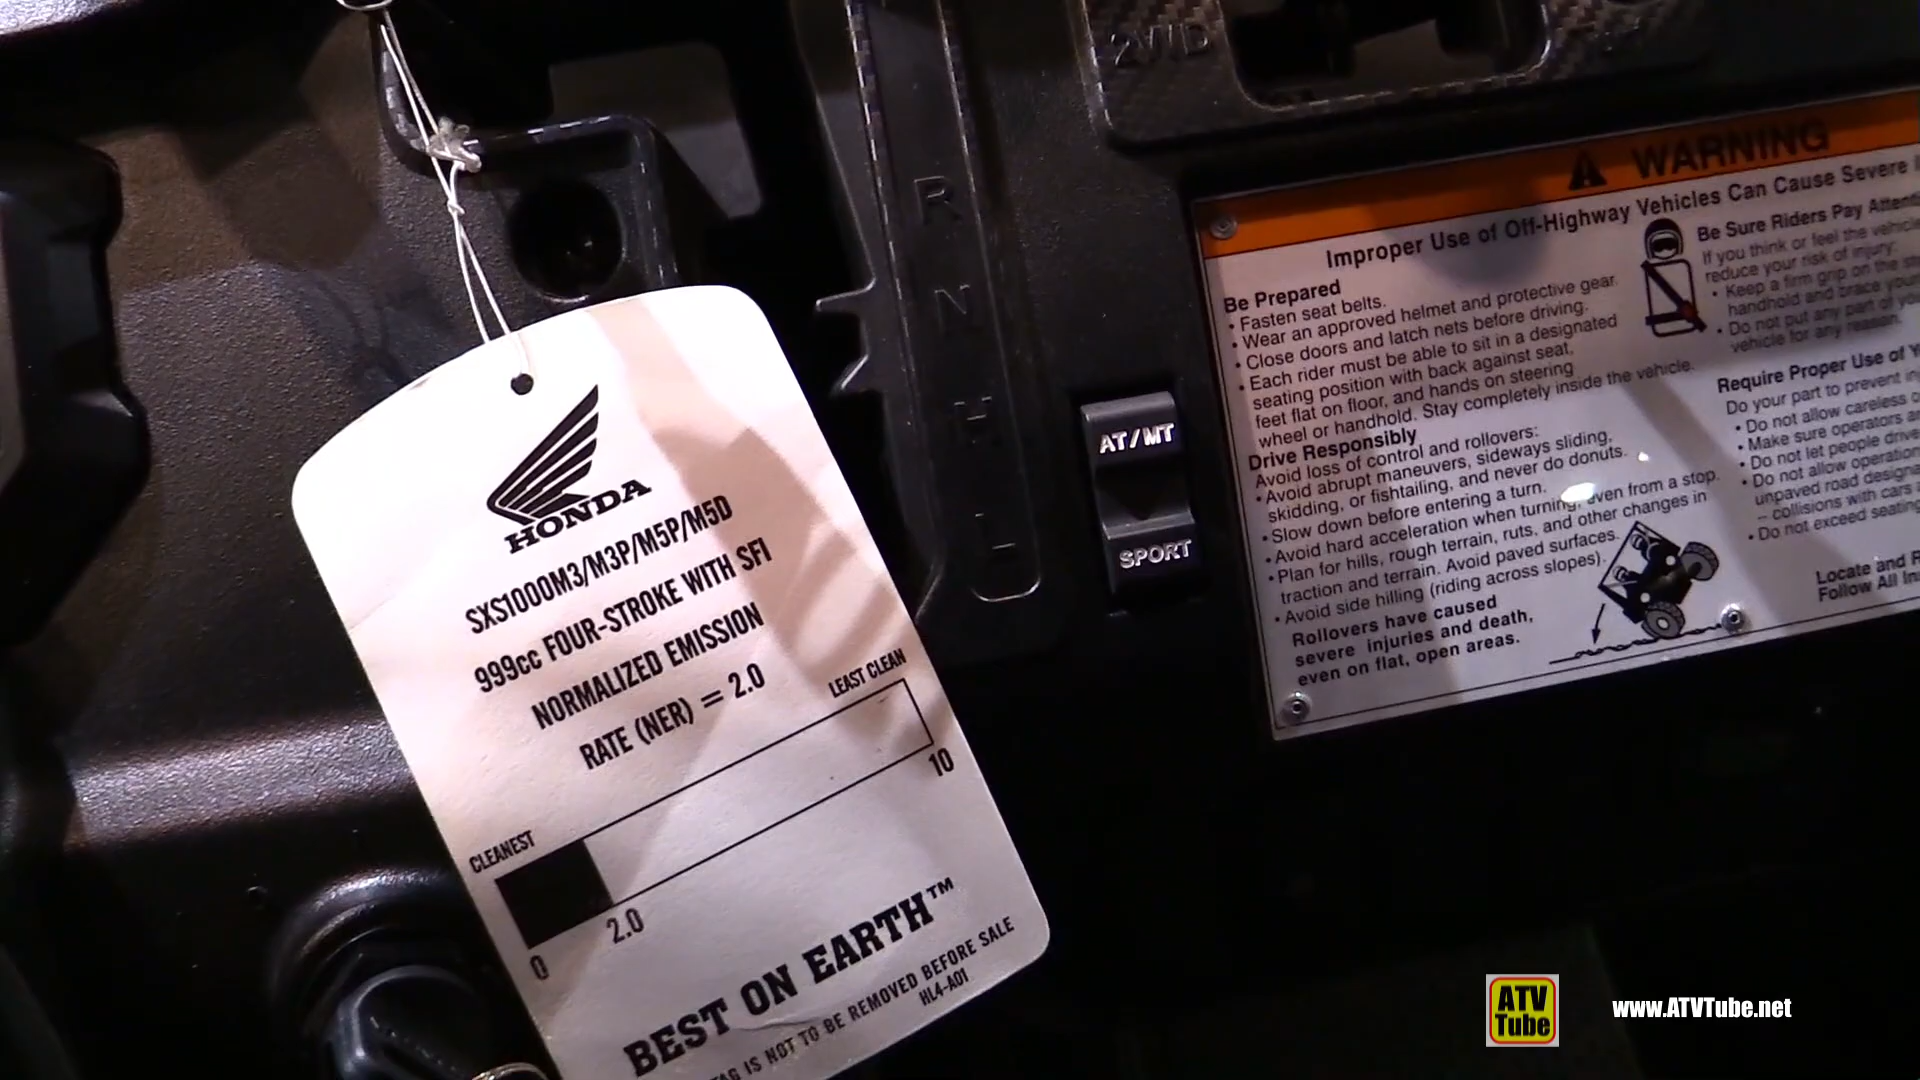 2WD
R
N
H
L
AT/MT
SPORT
HONDA
SXS1000M3/M3P/M5P/M5D
999cc FOUR-STROKE WITH SFI
NORMALIZED EMISSION
RATE (NER) = 2.0
LEAST CLEAN
10
CLEANEST
2.0
0
BEST ON EARTH™
TAG IS NOT TO BE REMOVED BEFORE SALE
HL4-A01
WARNING
Improper Use of Off-Highway Vehicles Can Cause Severe
Be Prepared
• Fasten seat belts.
• Wear an approved helmet and protective gear.
• Close doors and latch nets before driving.
• Each rider must be able to sit in a designated
seating position with back against seat,
feet flat on floor, and hands on steering
wheel or handhold. Stay completely inside the vehicle.
Drive Responsibly
Avoid loss of control and rollovers:
• Avoid abrupt maneuvers, sideways sliding,
skidding, or fishtailing, and never do donuts.
• Slow down before entering a turn.
• Avoid hard acceleration when turning, even from a stop.
• Plan for hills, rough terrain, ruts, and other changes in
traction and terrain. Avoid paved surfaces.
• Avoid side hilling (riding across slopes).
Rollovers have caused
severe injuries and death,
even on flat, open areas.
Be Sure Riders Pay
If you think or feel the
reduce your risk of injury:
• Keep a firm grip on the
handhold and brace
• Do not put any part of
vehicle for any reason.
Require Proper Use of
Do your part to prevent
• Do not allow careless
• Make sure operators
• Do not let people
• Do not allow
unpaved road
– collisions with cars
• Do not exceed seating
Locate and
Follow All
ATV
Tube
www.ATVTube.net